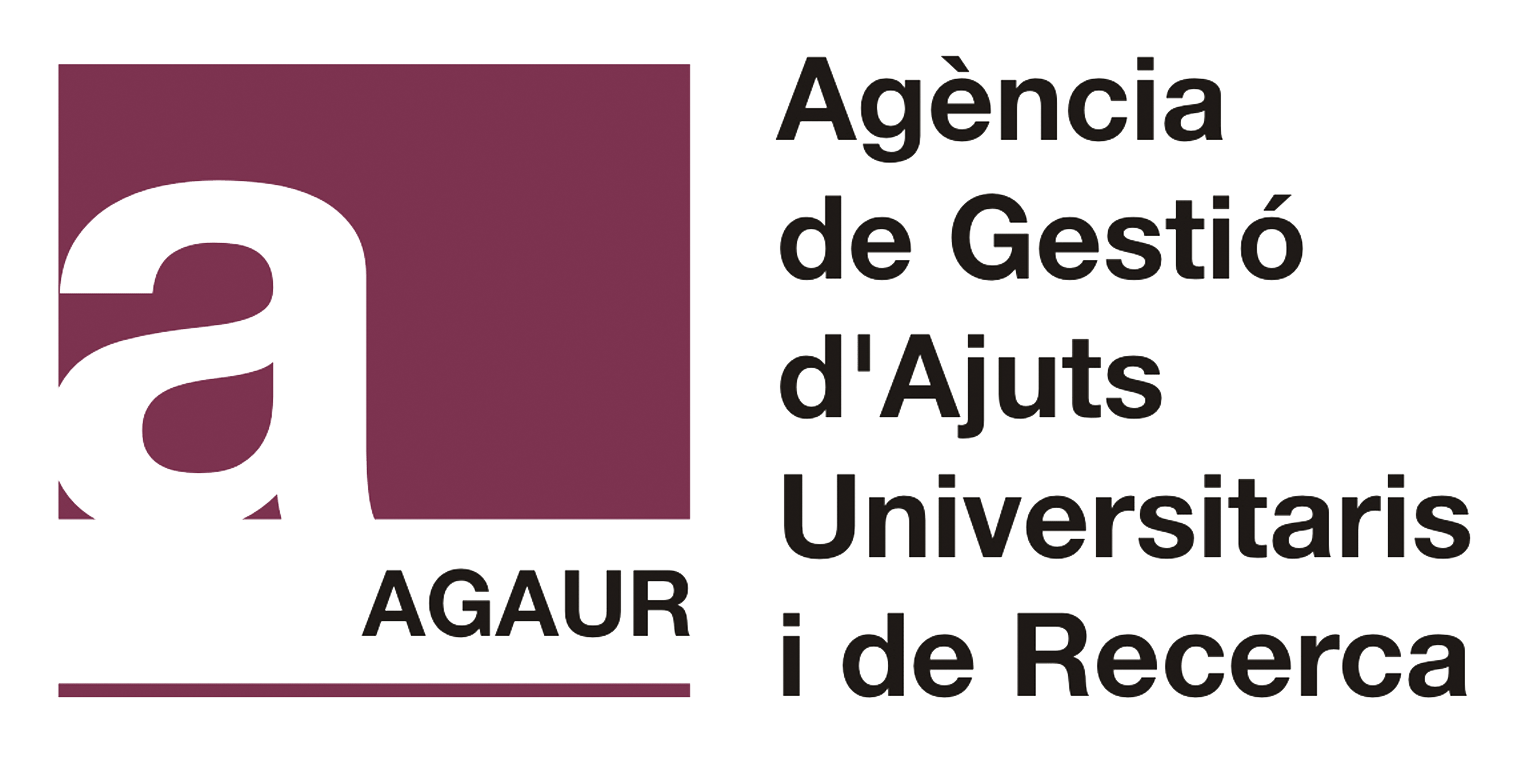 a
AGAUR
Agència
de Gestió
d'Ajuts
Universitaris
i de Recerca